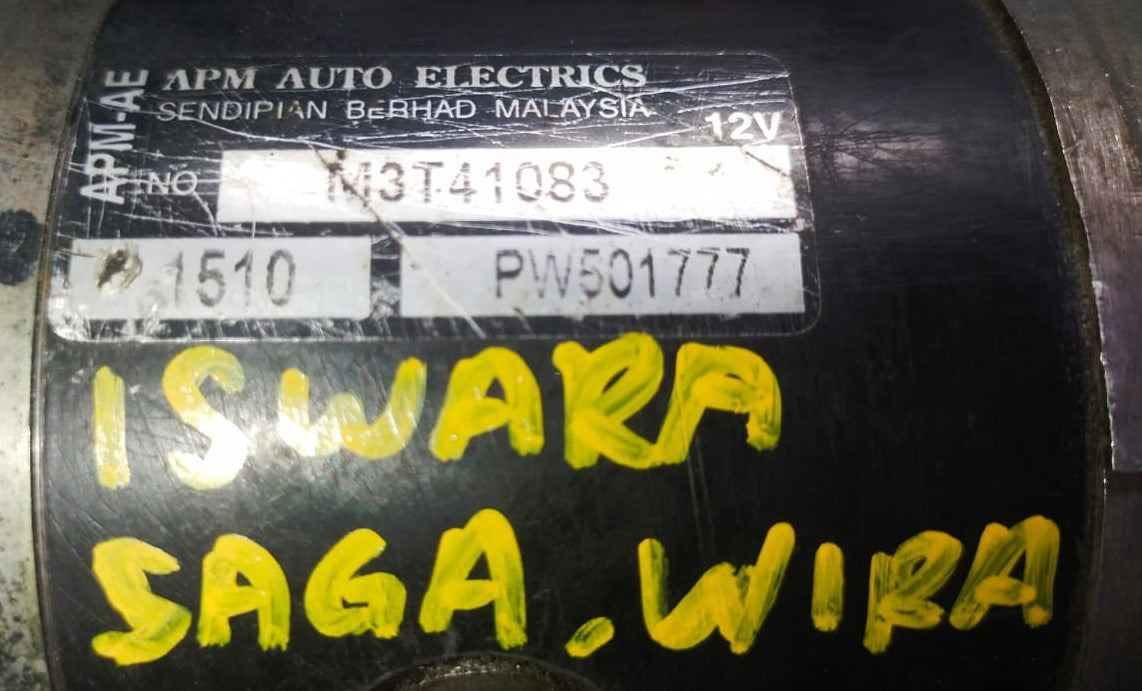 APM-AE
APM AUTO ELECTRICS
SENDIPIAN BERHAD MALAYSIA
12V
NO M3T41083
1510 PW501777
ISWARA
SAGA. WIRA